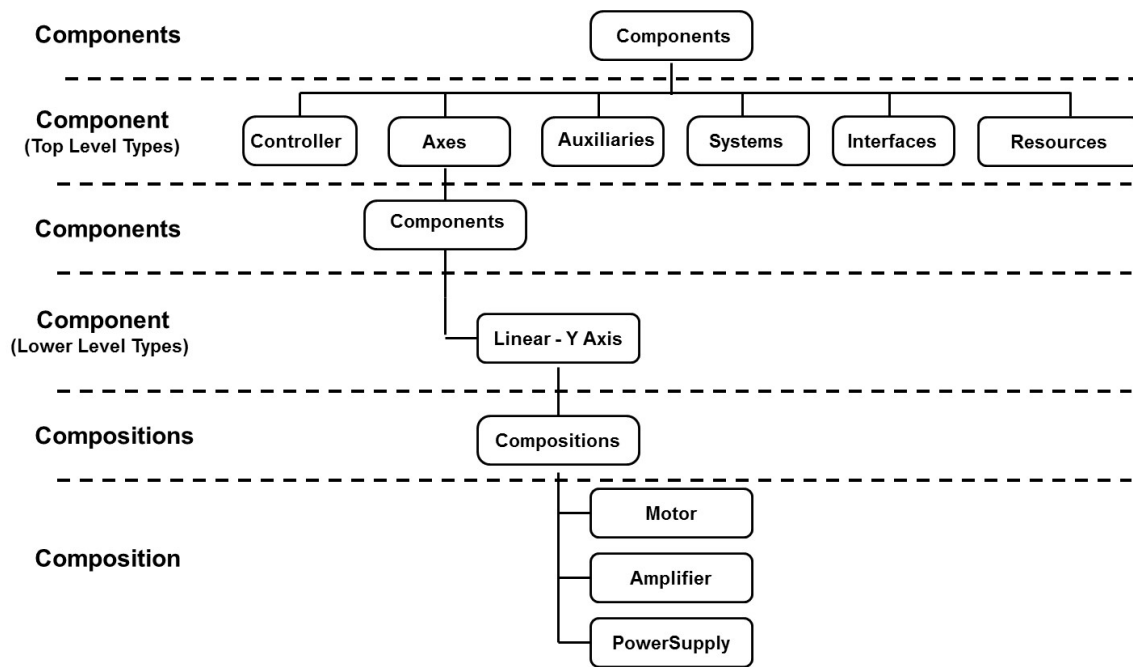 Components
Components
Component
(Top Level Types)
Controller
Axes
Auxiliaries
Systems
Interfaces
Resources
Components
Components
Component
(Lower Level Types)
Linear - Y Axis
Compositions
Compositions
Composition
Motor
Amplifier
PowerSupply